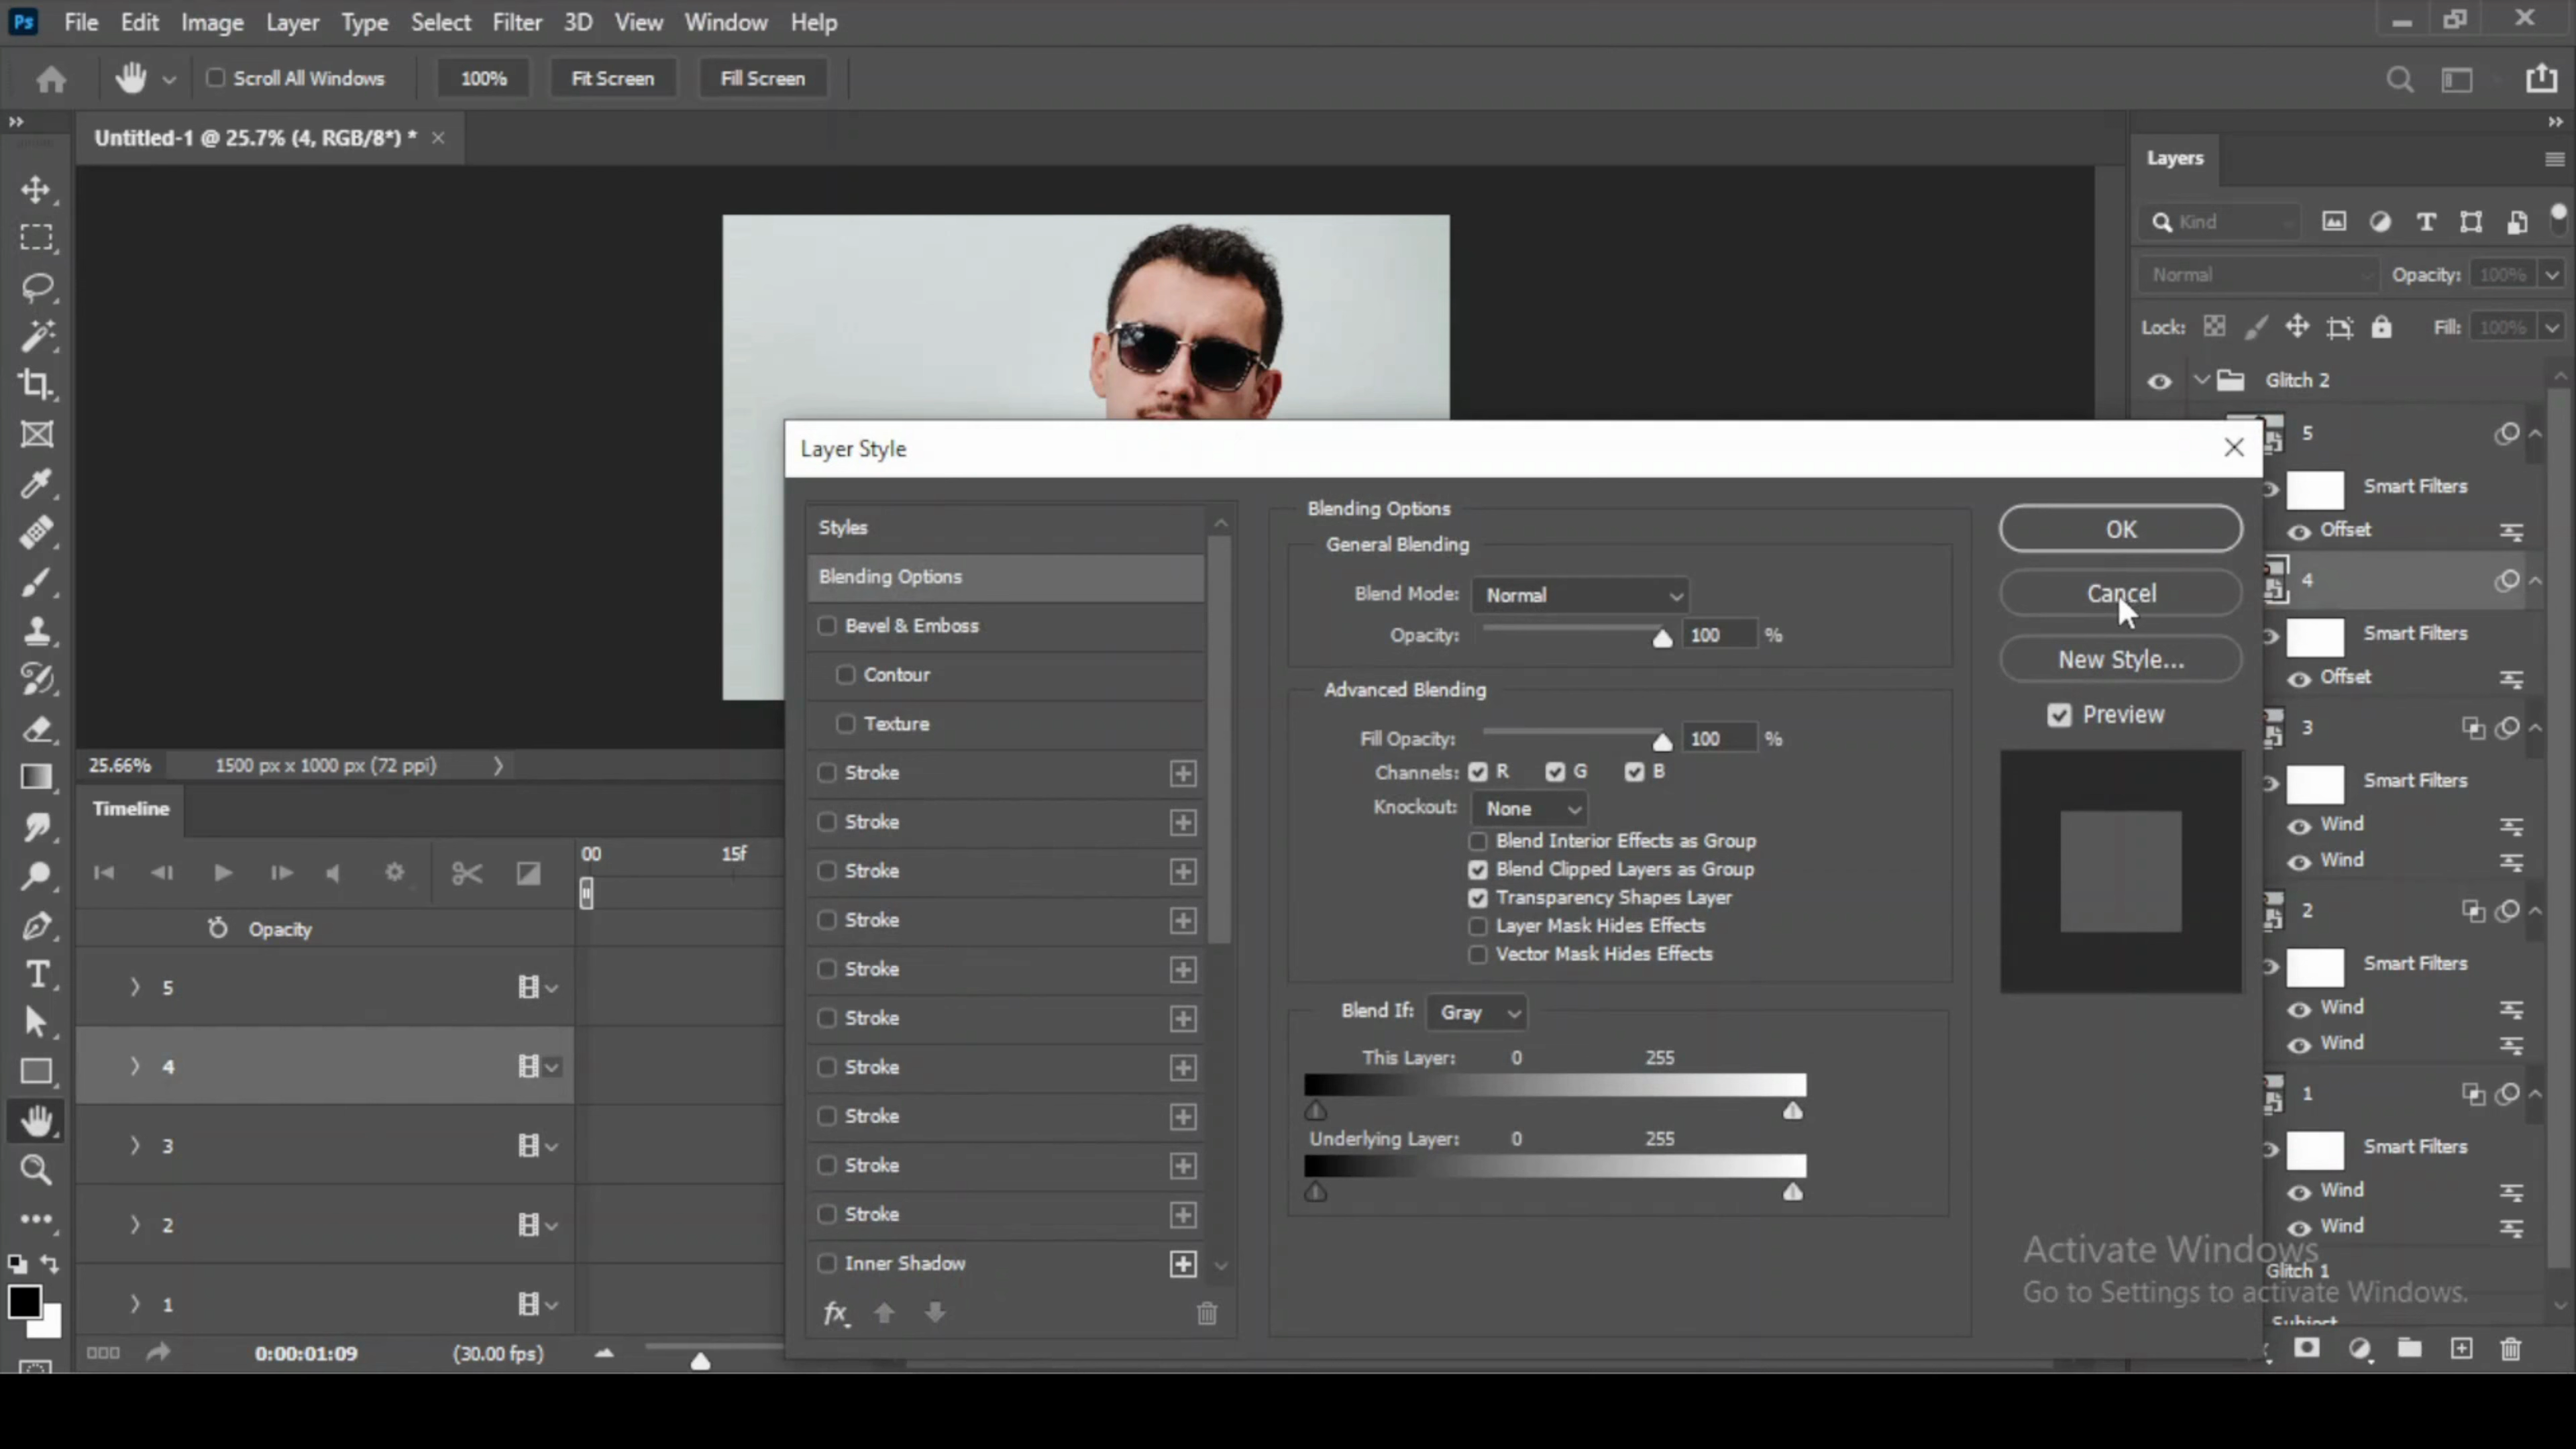 Ps File Edit Image Layer Type Select Filter 3D View Window Help
Scroll All Windows 100% Fit Screen Fill Screen
Untitled-1 @ 25.7% (4, RGB/8*) * ×
Layers
Kind
Normal Opacity: 100%
Lock: Fill: 100%
Glitch 2
5
Smart Filters
Offset
4
Smart Filters
Offset
3
Smart Filters
Wind
Wind
2
Smart Filters
Wind
Wind
1
Smart Filters
Wind
Wind
Glitch 1
Subject
Layer Style
Styles
Blending Options
Bevel & Emboss
Contour
Texture
Stroke
Stroke
Stroke
Stroke
Stroke
Stroke
Stroke
Stroke
Stroke
Stroke
Inner Shadow
fx
Blending Options
General Blending
Blend Mode: Normal
Opacity: 100 %
Advanced Blending
Fill Opacity: 100 %
Channels: R G B
Knockout: None
Blend Interior Effects as Group
Blend Clipped Layers as Group
Transparency Shapes Layer
Layer Mask Hides Effects
Vector Mask Hides Effects
Blend If: Gray
This Layer: 0 255
Underlying Layer: 0 255
OK
Cancel
New Style...
Preview
25.66% 1500 px x 1000 px (72 ppi)
Timeline
00 15f
Opacity
5
4
3
2
1
0:00:01:09 (30.00 fps)
Activate Windows
Go to Settings to activate Windows.